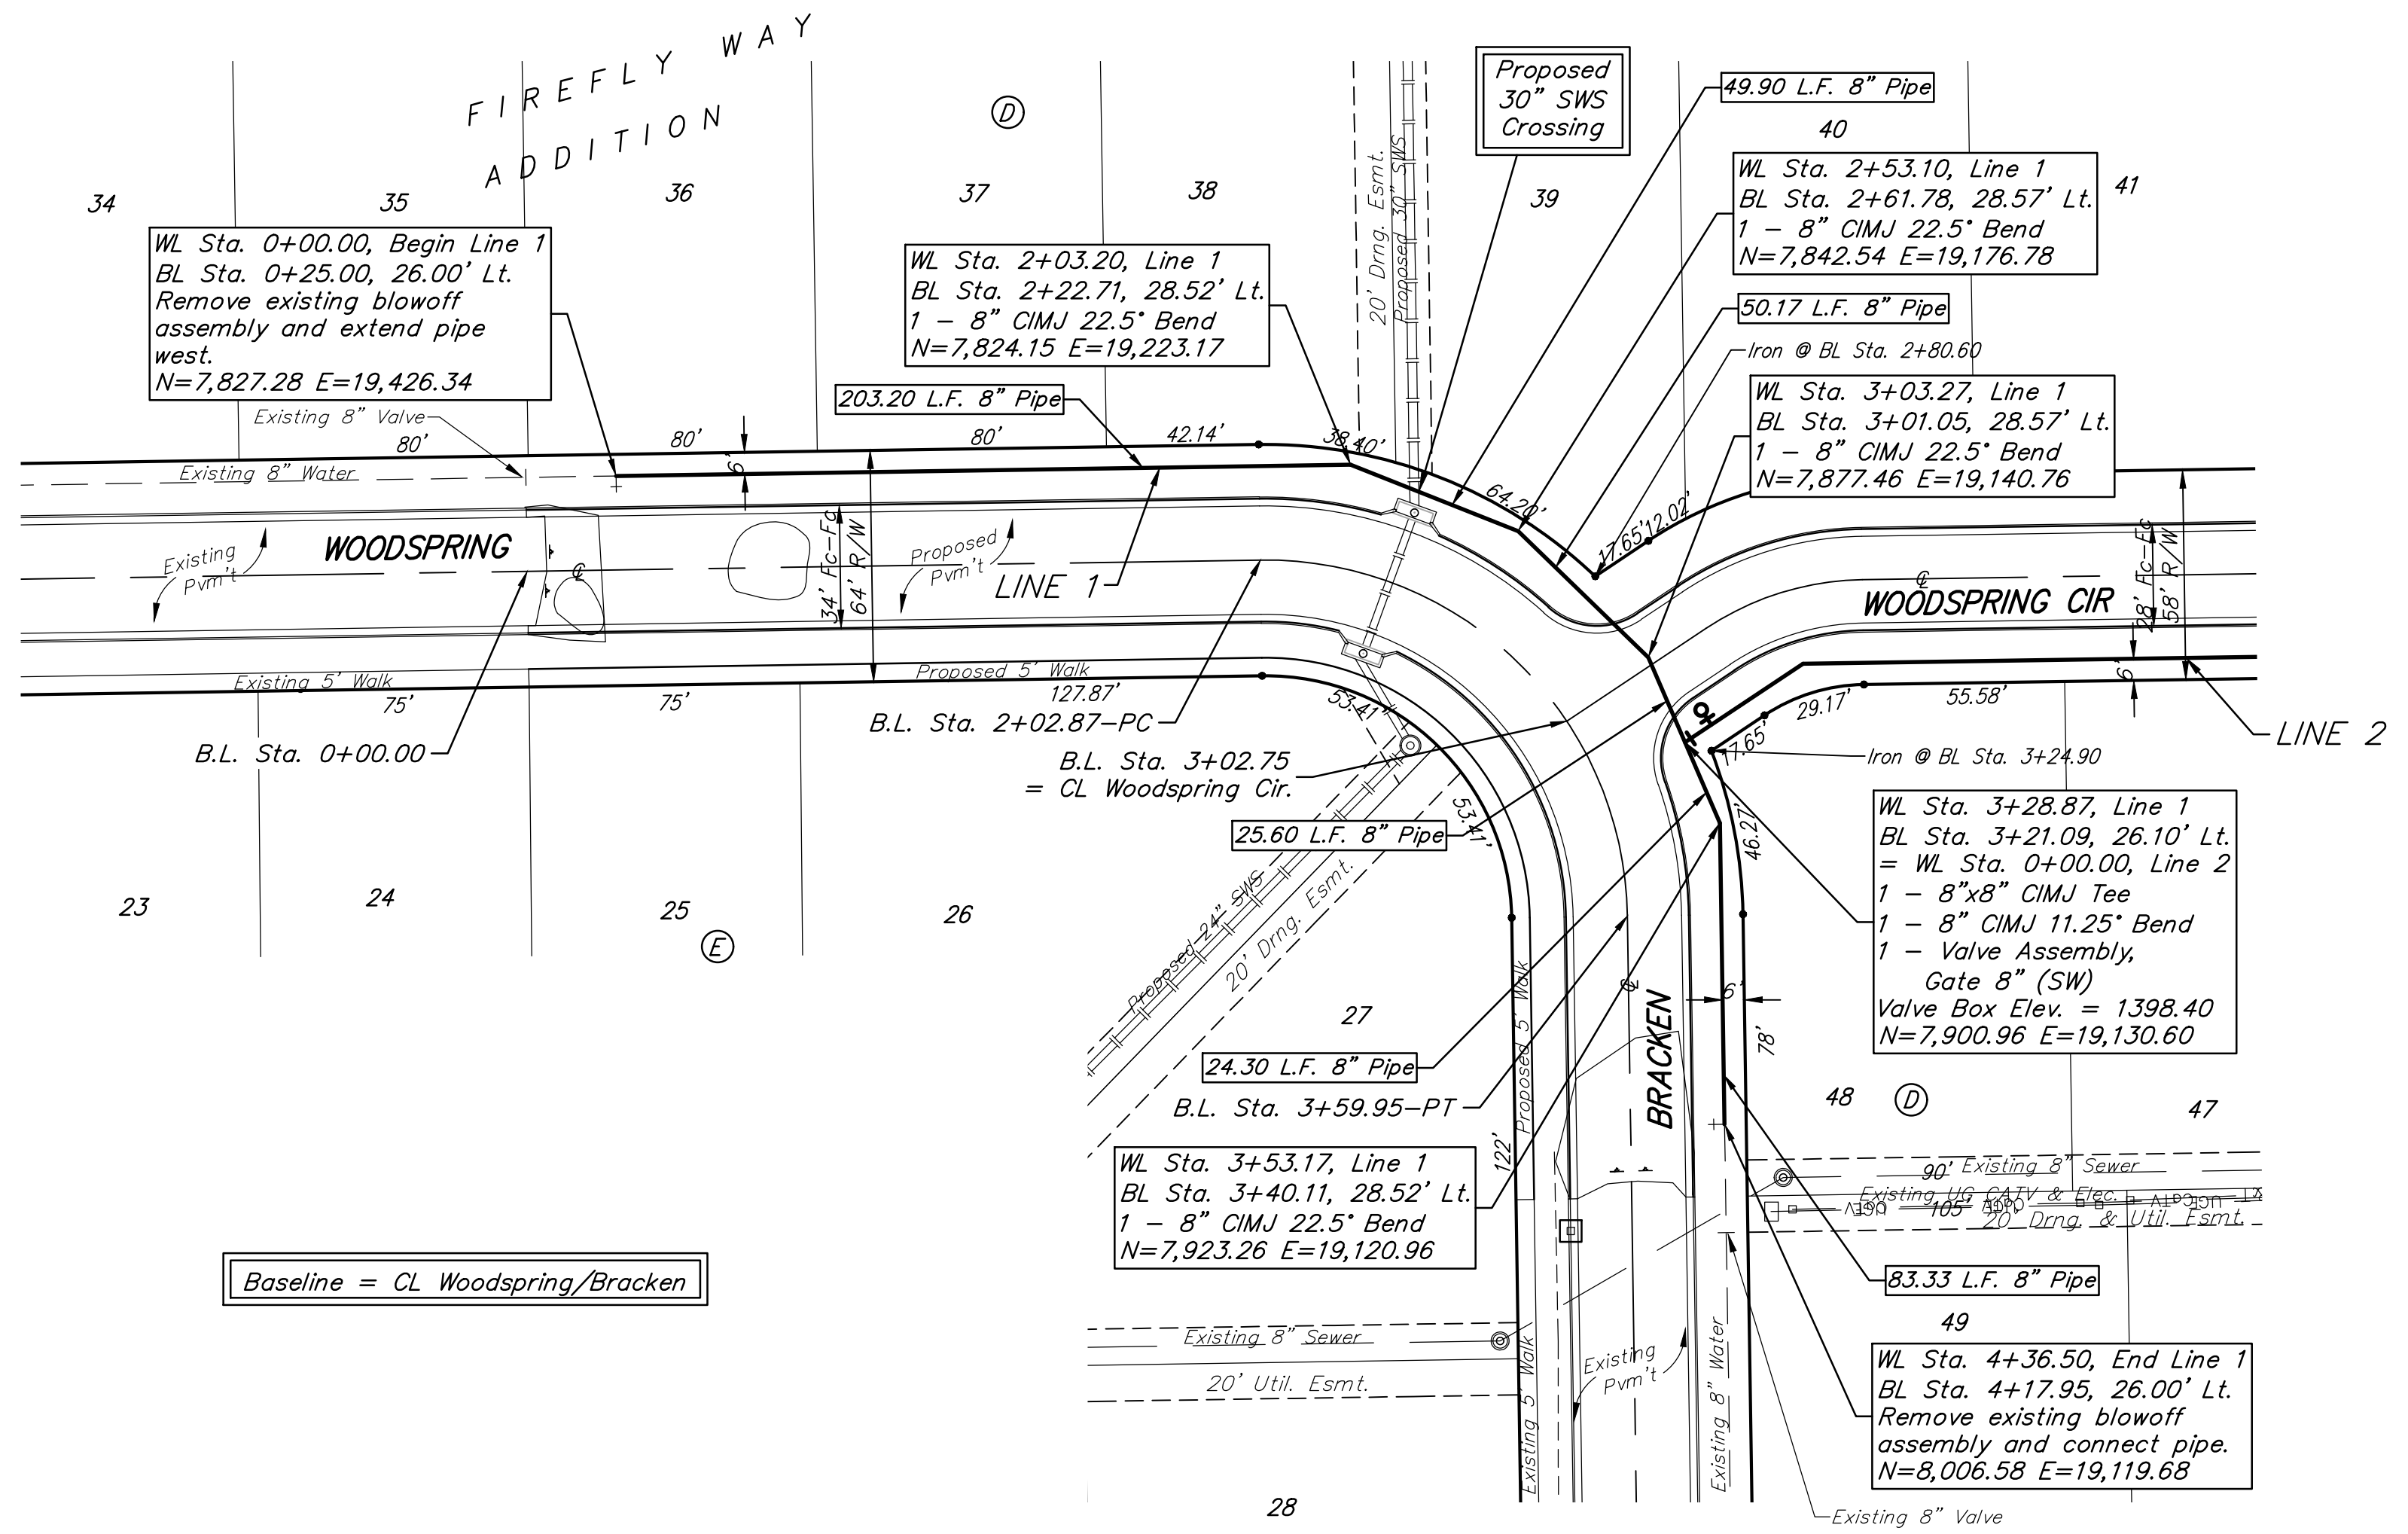 FIREFLY WAY
ADDITION
D
34
35
36
37
38
39
40
41
Proposed
30" SWS
Crossing
49.90 L.F. 8" Pipe
WL Sta. 2+53.10, Line 1
BL Sta. 2+61.78, 28.57' Lt.
1 - 8" CIMJ 22.5° Bend
N=7,842.54 E=19,176.78
WL Sta. 0+00.00, Begin Line 1
BL Sta. 0+25.00, 26.00' Lt.
Remove existing blowoff
assembly and extend pipe
west.
N=7,827.28 E=19,426.34
WL Sta. 2+03.20, Line 1
BL Sta. 2+22.71, 28.52' Lt.
1 - 8" CIMJ 22.5° Bend
N=7,824.15 E=19,223.17
20' Drng. Esmt.
Proposed 30" SWS
50.17 L.F. 8" Pipe
Iron @ BL Sta. 2+80.60
WL Sta. 3+03.27, Line 1
BL Sta. 3+01.05, 28.57' Lt.
1 - 8" CIMJ 22.5° Bend
N=7,877.46 E=19,140.76
203.20 L.F. 8" Pipe
Existing 8" Valve
80'
80'
80'
42.14'
38.40'
64.20'
17.65'
12.02'
6'
Existing 8" Water
WOODSPRING
Existing
Pvm't
℄
34' Fc-Fc
64' R/W
Proposed
Pvm't
LINE 1
℄
WOODSPRING CIR
28' Fc-Fc
58' R/W
6'
Existing 5' Walk
Proposed 5' Walk
75'
75'
127.87'
53.41'
B.L. Sta. 0+00.00
B.L. Sta. 2+02.87-PC
B.L. Sta. 3+02.75
= CL Woodspring Cir.
29.17'
55.58'
17.65'
LINE 2
Iron @ BL Sta. 3+24.90
53.41'
46.27'
25.60 L.F. 8" Pipe
WL Sta. 3+28.87, Line 1
BL Sta. 3+21.09, 26.10' Lt.
= WL Sta. 0+00.00, Line 2
1 - 8"x8" CIMJ Tee
1 - 8" CIMJ 11.25° Bend
1 - Valve Assembly,
Gate 8" (SW)
Valve Box Elev. = 1398.40
N=7,900.96 E=19,130.60
23
24
25
26
E
Proposed 24" SWS
20' Drng. Esmt.
27
℄
BRACKEN
6'
78'
Proposed 5' Walk
24.30 L.F. 8" Pipe
B.L. Sta. 3+59.95-PT
48
D
47
122'
WL Sta. 3+53.17, Line 1
BL Sta. 3+40.11, 28.52' Lt.
1 - 8" CIMJ 22.5° Bend
N=7,923.26 E=19,120.96
90'
Existing 8" Sewer
Existing UG CATV & Elec.
105'
20' Drng. & Util. Esmt.
Baseline = CL Woodspring/Bracken
83.33 L.F. 8" Pipe
49
Existing 8" Sewer
20' Util. Esmt.
Existing 5' Walk
Existing
Pvm't
Existing 8" Water
WL Sta. 4+36.50, End Line 1
BL Sta. 4+17.95, 26.00' Lt.
Remove existing blowoff
assembly and connect pipe.
N=8,006.58 E=19,119.68
28
Existing 8" Valve